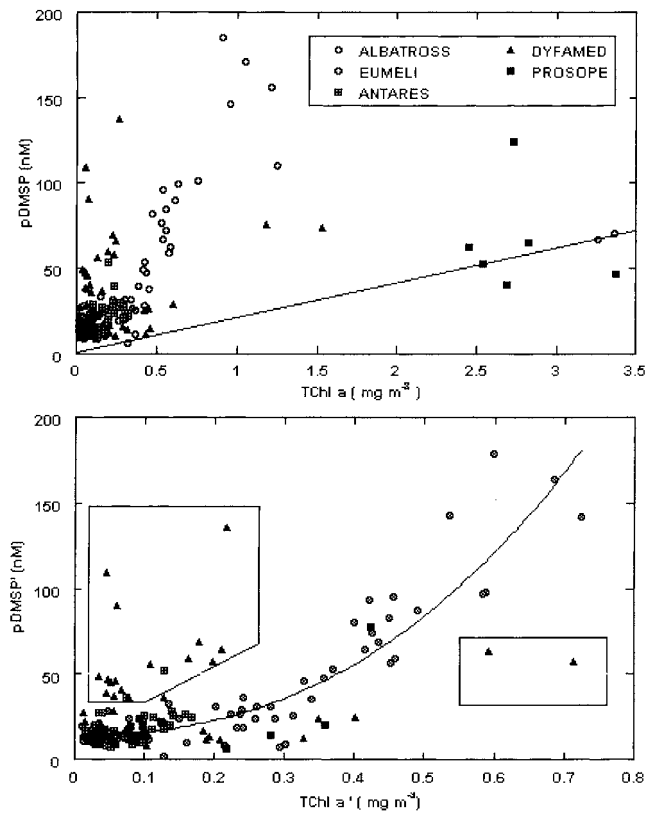 200
150
100
50
0
pDMSP (nM)
ALBATROSS
EUMELI
ANTARES
DYFAMED
PROSOPE
0 0.5 1 1.5 2 2.5 3 3.5
TChl a ( mg m⁻³)
200
150
100
50
0
pDMSP' (nM)
0 0.1 0.2 0.3 0.4 0.5 0.6 0.7 0.8
TChl a ' ( mg m⁻³)